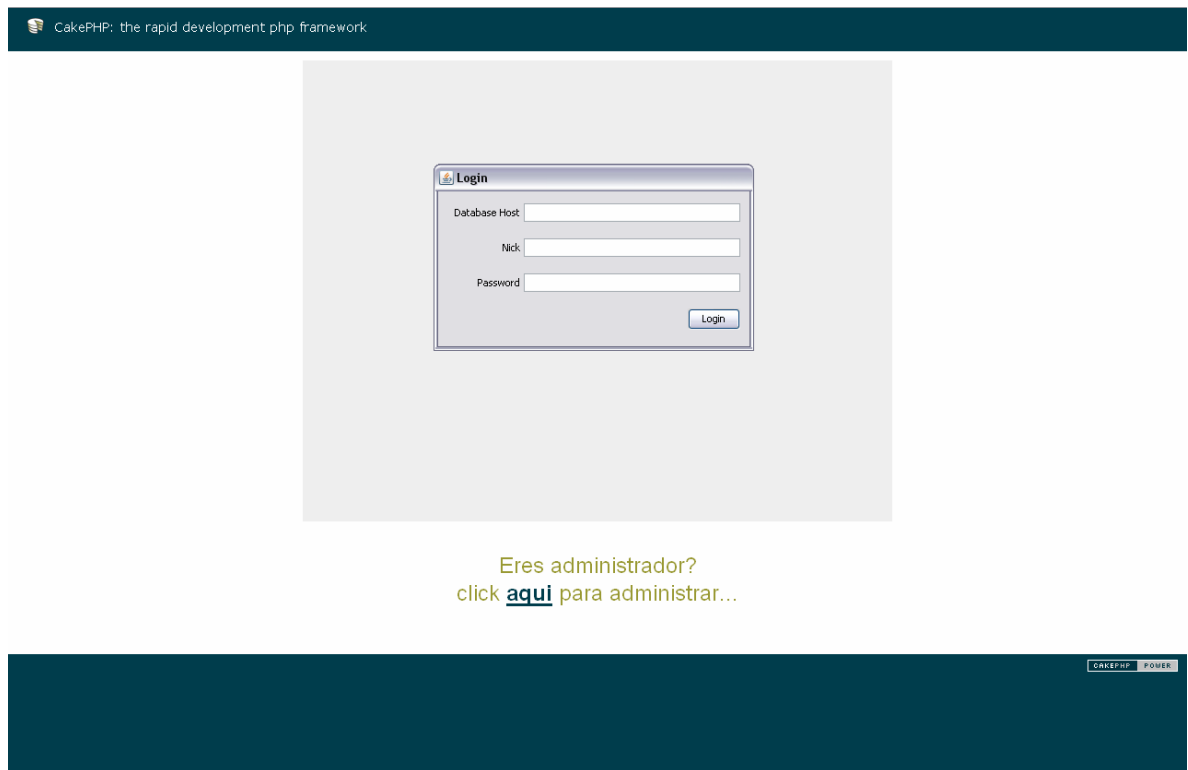 CakePHP: the rapid development php framework
Login
Database Host
Nick
Password
Login
Eres administrador?
click aqui para administrar...
CAKEPHP POWER